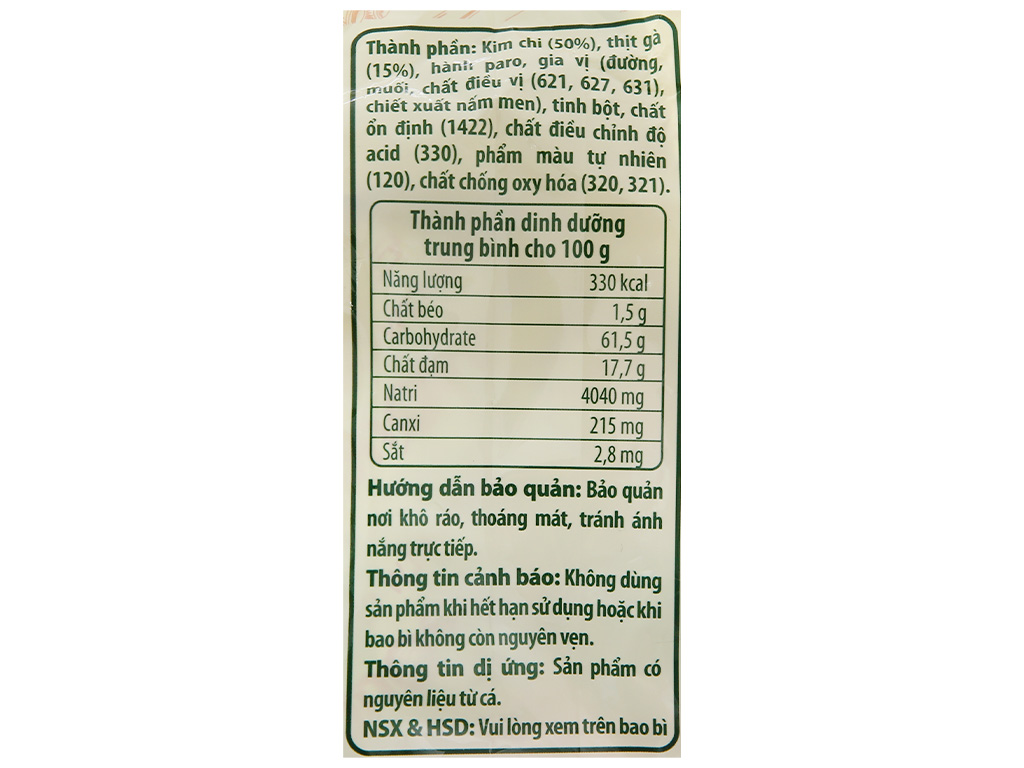 Thành phần: Kim chi (50%), thịt gà
(15%), hành paro, gia vị (đường,
muối, chất điều vị (621, 627, 631),
chiết xuất nấm men), tinh bột, chất
ổn định (1422), chất điều chỉnh độ
acid (330), phẩm màu tự nhiên
(120), chất chống oxy hóa (320, 321).
Thành phần dinh dưỡng
trung bình cho 100 g
Năng lượng 330 kcal
Chất béo 1,5 g
Carbohydrate 61,5 g
Chất đạm 17,7 g
Natri 4040 mg
Canxi 215 mg
Sắt 2,8 mg
Hướng dẫn bảo quản: Bảo quản
nơi khô ráo, thoáng mát, tránh ánh
nắng trực tiếp.
Thông tin cảnh báo: Không dùng
sản phẩm khi hết hạn sử dụng hoặc khi
bao bì không còn nguyên vẹn.
Thông tin dị ứng: Sản phẩm có
nguyên liệu từ cá.
NSX & HSD: Vui lòng xem trên bao bì